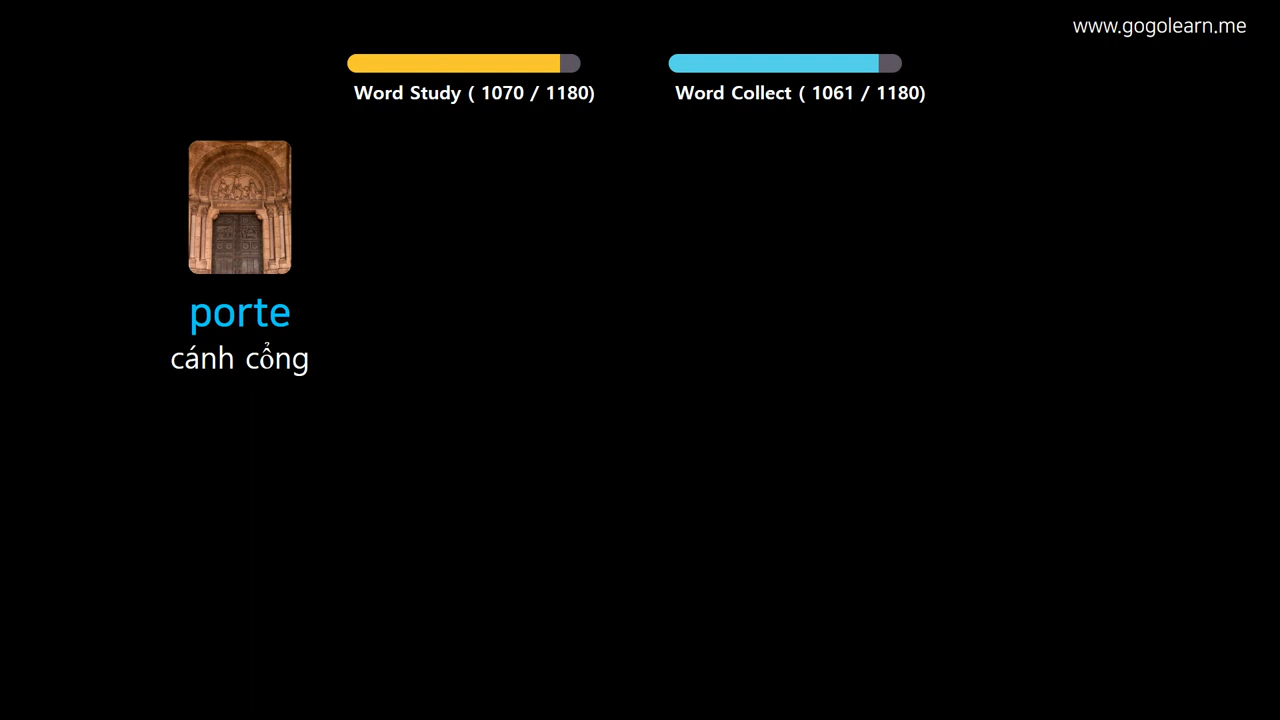 www.gogolearn.me
Word Study ( 1070 / 1180)
Word Collect ( 1061 / 1180)
porte
cánh cổng